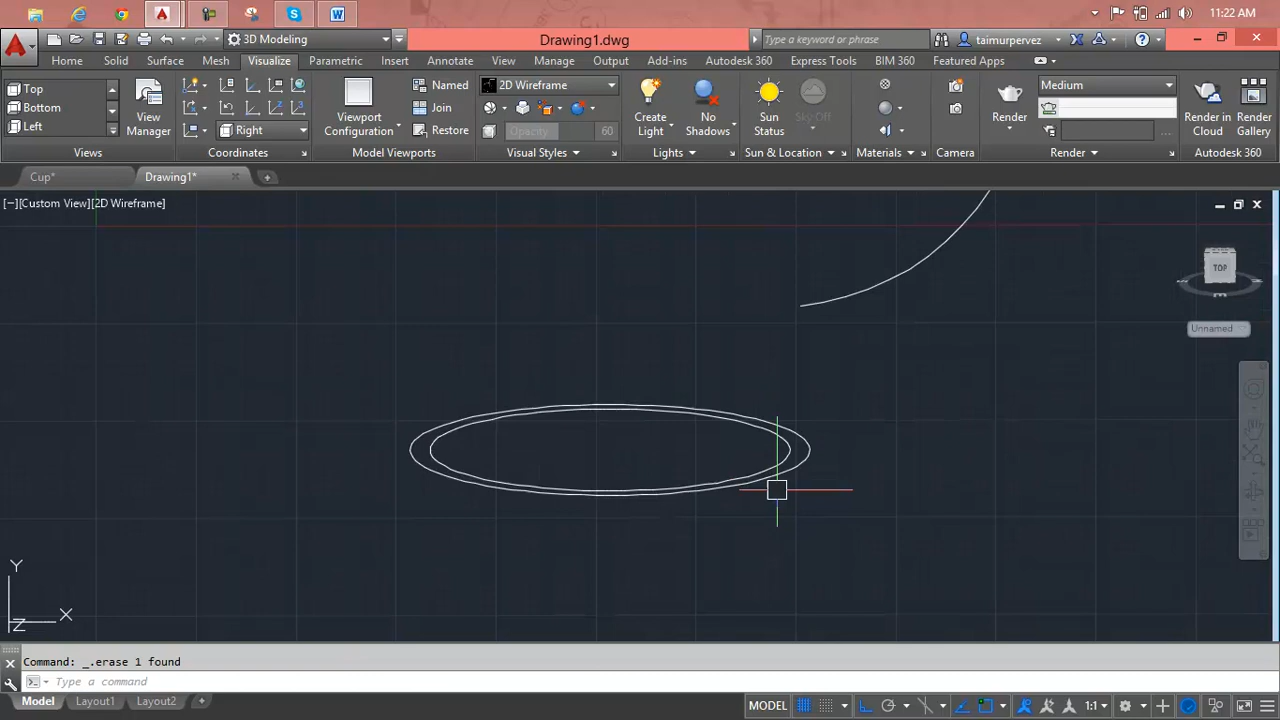 11:22 AM
3D Modeling
Drawing1.dwg
Type a keyword or phrase
taimurpervez
Home Solid Surface Mesh Visualize Parametric Insert Annotate View Manage Output Add-ins Autodesk 360 Express Tools BIM 360 Featured Apps
Top
Bottom
Left
View Manager
Views
Right
Coordinates
Viewport Configuration
Named
Join
Restore
Model Viewports
2D Wireframe
Opacity 60
Visual Styles
Create Light
No Shadows
Lights
Sun Status
Sky Off
Sun & Location
Materials
Camera
Render
Medium
Render
Render in Cloud
Render Gallery
Autodesk 360
Cup*
Drawing1*
[−][Custom View][2D Wireframe]
TOP
Unnamed
Y
X
Z
Command: _.erase 1 found
Type a command
Model Layout1 Layout2
MODEL
1:1